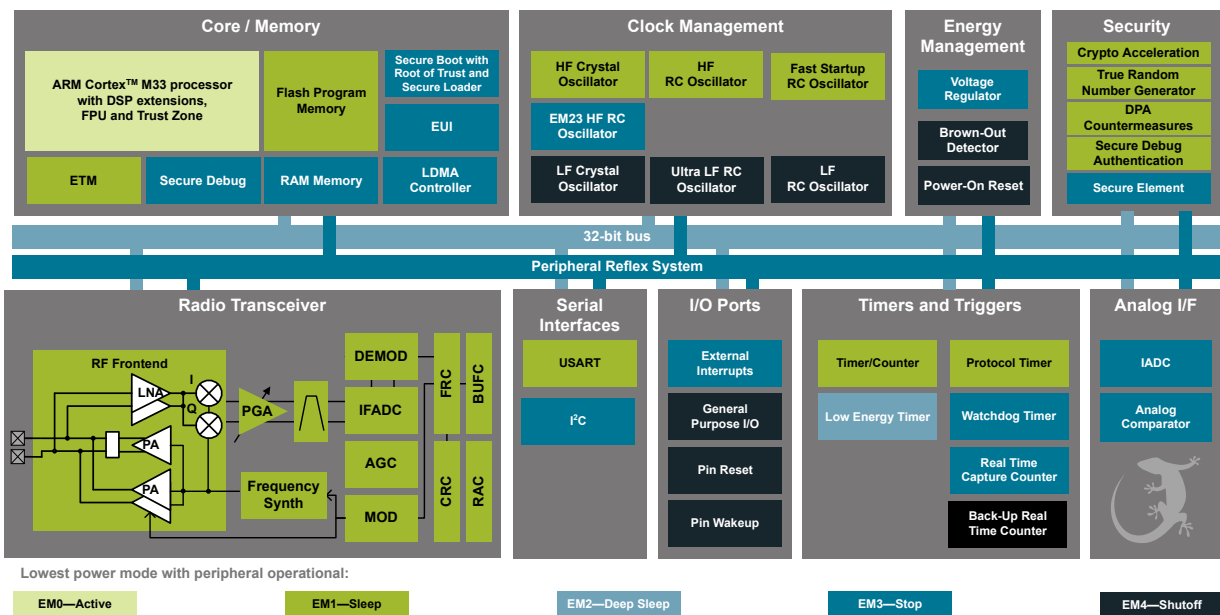 Core / Memory
ARM Cortex™ M33 processor
with DSP extensions,
FPU and Trust Zone
Flash Program
Memory
Secure Boot with
Root of Trust and
Secure Loader
EUI
ETM
Secure Debug
RAM Memory
LDMA
Controller
Clock Management
HF Crystal
Oscillator
HF
RC Oscillator
Fast Startup
RC Oscillator
EM23 HF RC
Oscillator
LF Crystal
Oscillator
Ultra LF RC
Oscillator
LF
RC Oscillator
Energy
Management
Voltage
Regulator
Brown-Out
Detector
Power-On Reset
Security
Crypto Acceleration
True Random
Number Generator
DPA
Countermeasures
Secure Debug
Authentication
Secure Element
32-bit bus
Peripheral Reflex System
Radio Transceiver
RF Frontend
LNA
I
Q
PA
PA
PGA
Frequency
Synth
DEMOD
IFADC
AGC
MOD
FRC
BUFC
CRC
RAC
Serial
Interfaces
USART
I²C
I/O Ports
External
Interrupts
General
Purpose I/O
Pin Reset
Pin Wakeup
Timers and Triggers
Timer/Counter
Protocol Timer
Low Energy Timer
Watchdog Timer
Real Time
Capture Counter
Back-Up Real
Time Counter
Analog I/F
IADC
Analog
Comparator
Lowest power mode with peripheral operational:
EM0—Active
EM1—Sleep
EM2—Deep Sleep
EM3—Stop
EM4—Shutoff